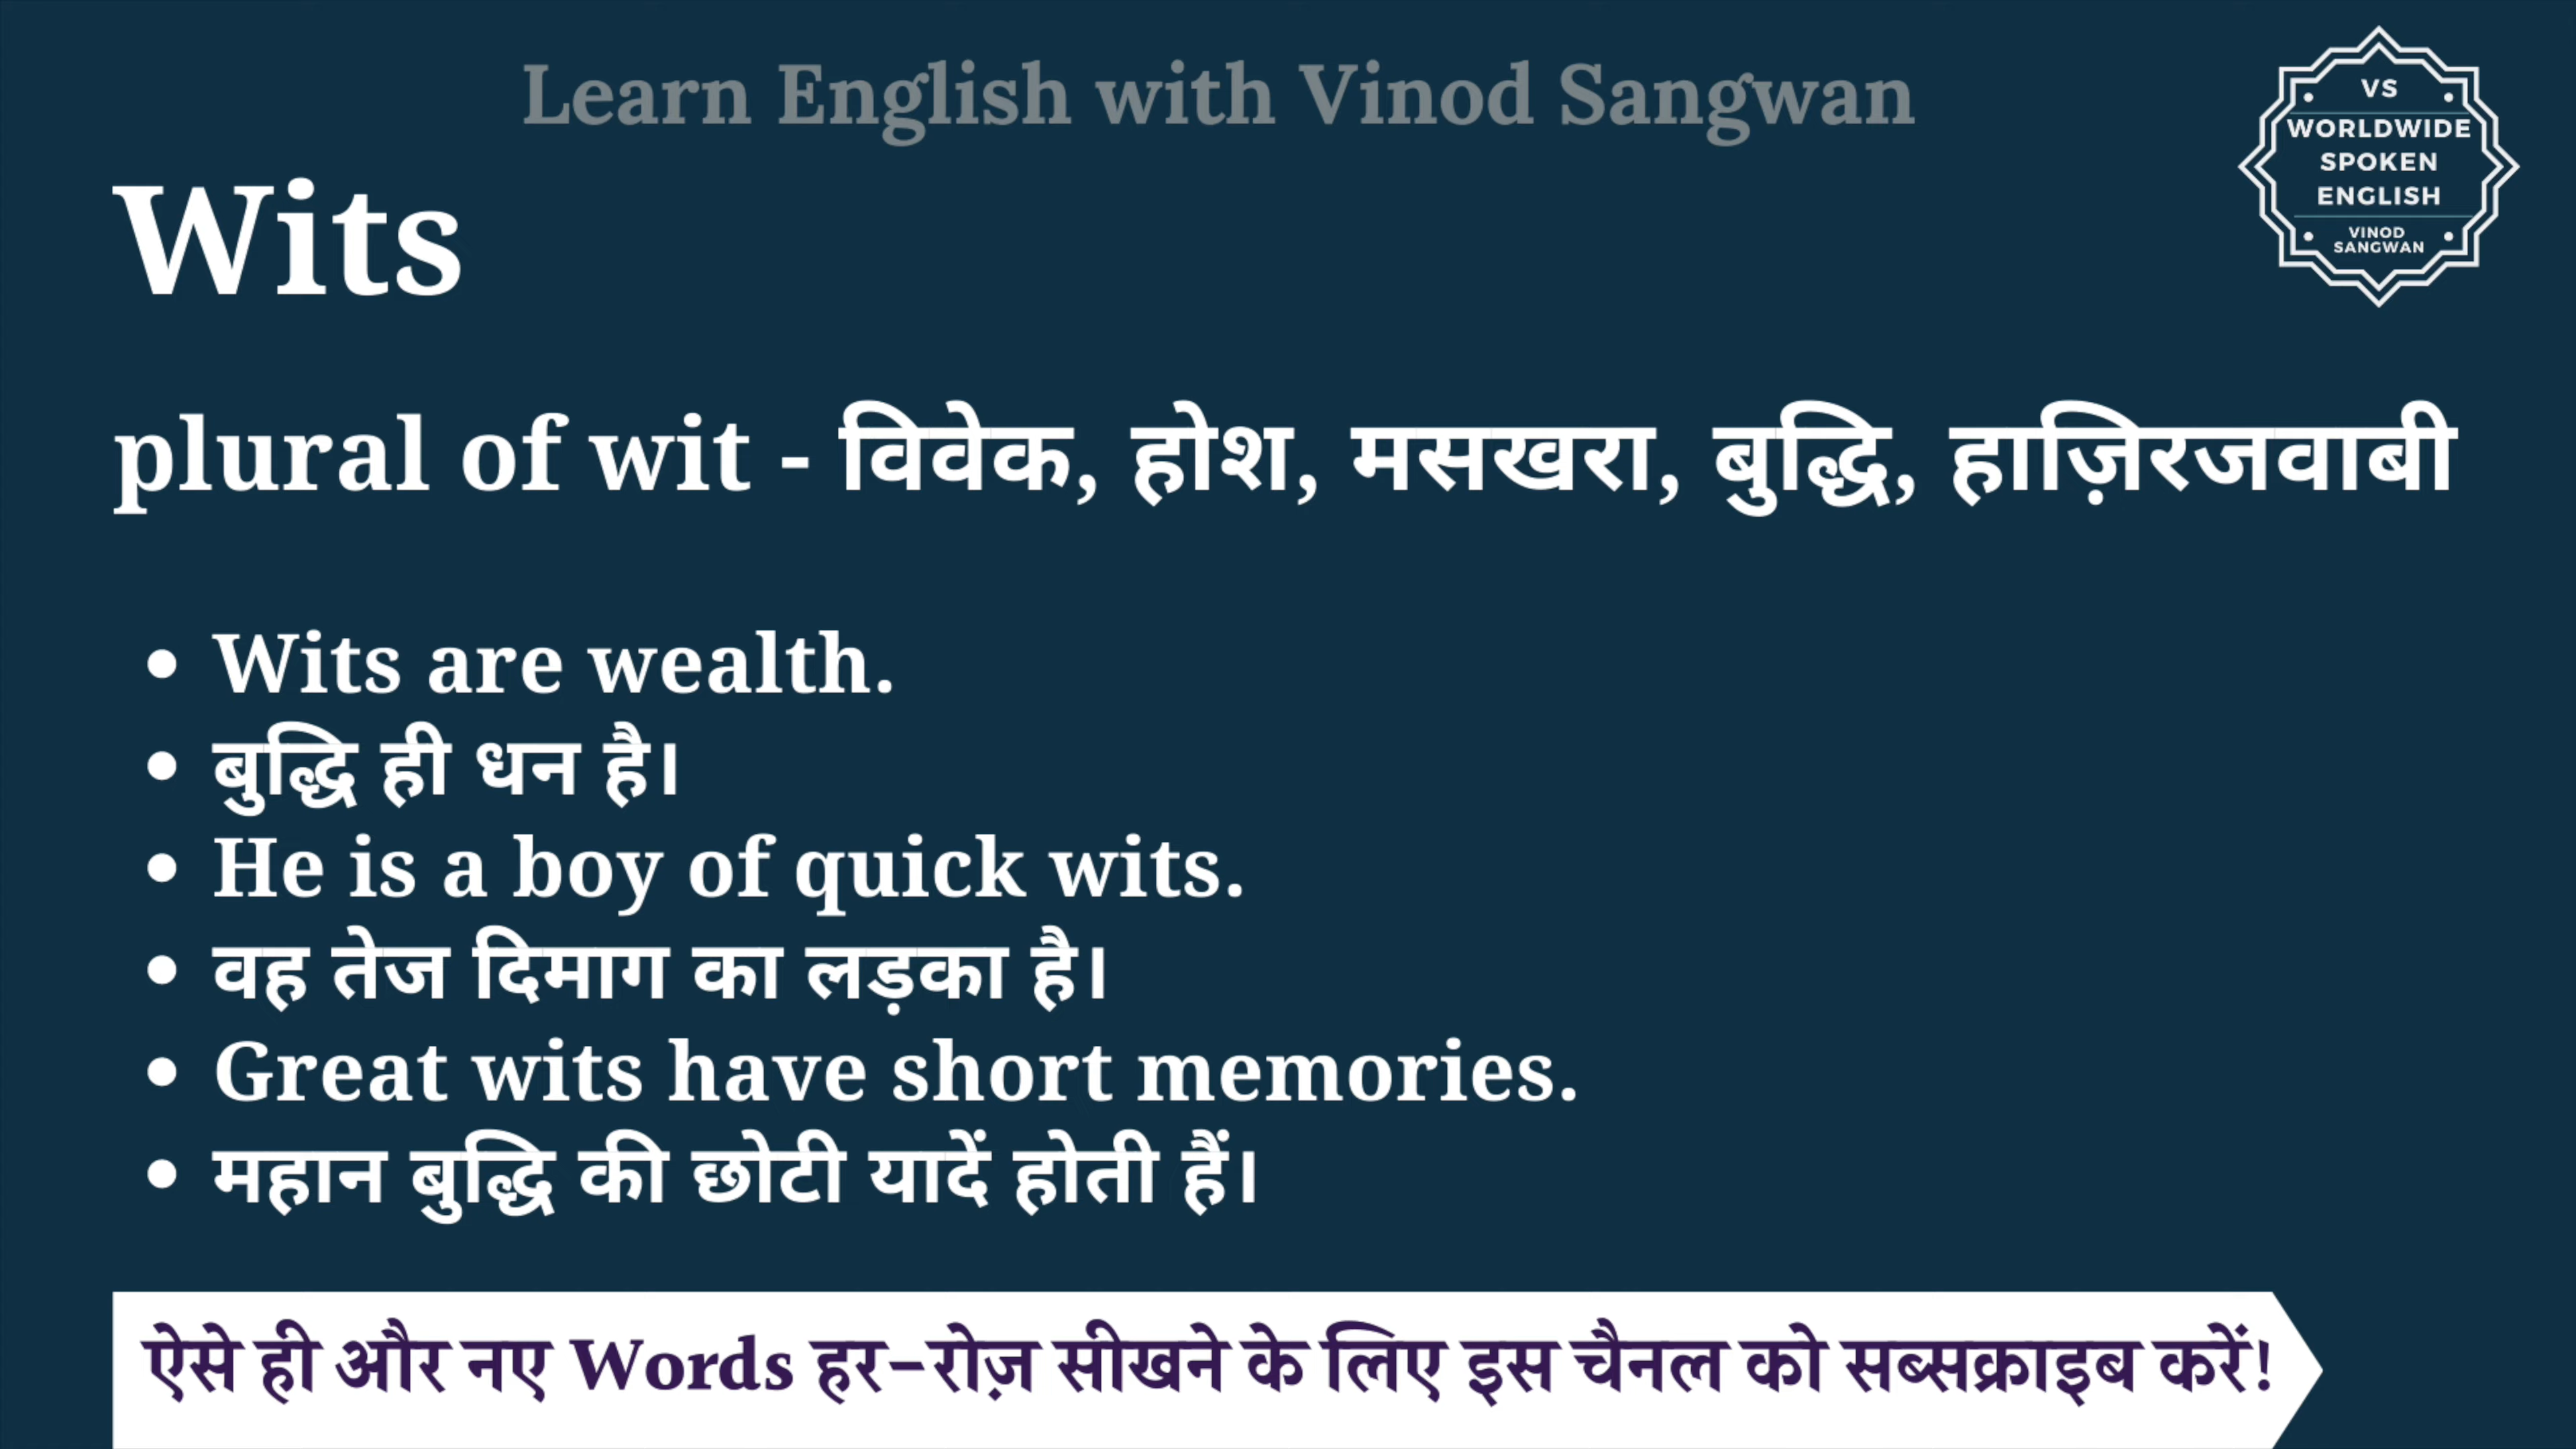 Learn English with Vinod Sangwan
VS
WORLDWIDE
SPOKEN
ENGLISH
VINOD
SANGWAN
Wits
plural of wit - विवेक, होश, मसखरा, बुद्धि, हाज़िरजवाबी
• Wits are wealth.
• बुद्धि ही धन है।
• He is a boy of quick wits.
• वह तेज दिमाग का लड़का है।
• Great wits have short memories.
• महान बुद्धि की छोटी यादें होती हैं।
ऐसे ही और नए Words हर-रोज़ सीखने के लिए इस चैनल को सब्सक्राइब करें!